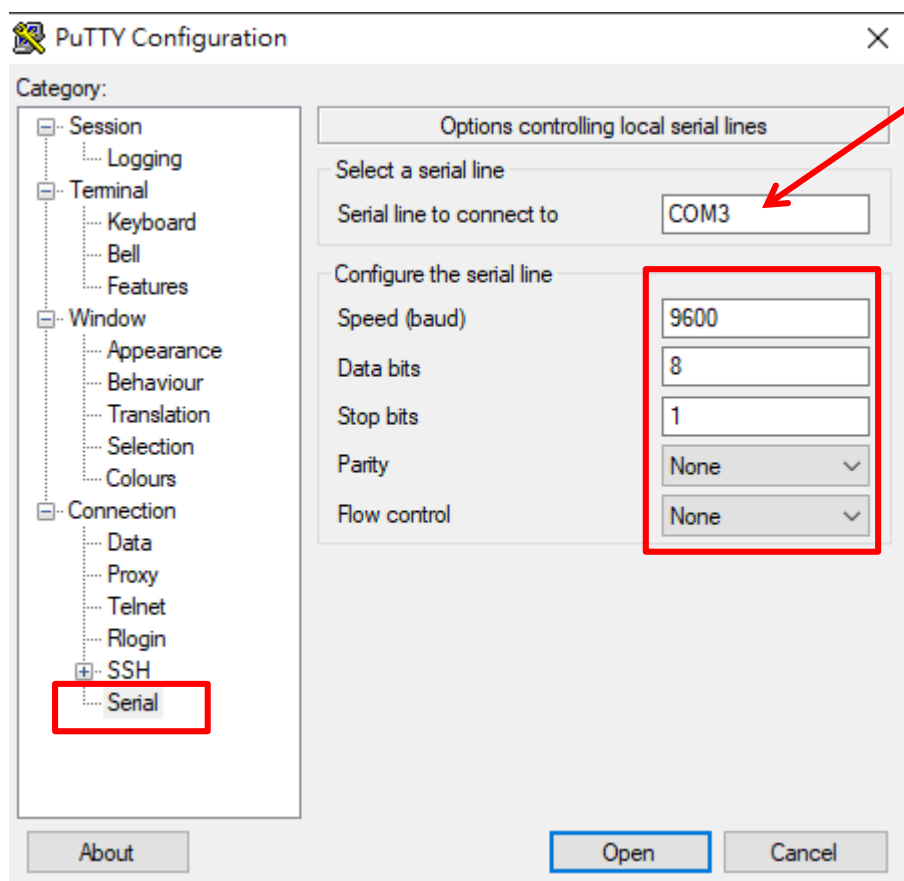 PuTTY Configuration
Category:
Session
Logging
Terminal
Keyboard
Bell
Features
Window
Appearance
Behaviour
Translation
Selection
Colours
Connection
Data
Proxy
Telnet
Rlogin
SSH
Serial
Options controlling local serial lines
Select a serial line
Serial line to connect to COM3
Configure the serial line
Speed (baud) 9600
Data bits 8
Stop bits 1
Parity None
Flow control None
About Open Cancel